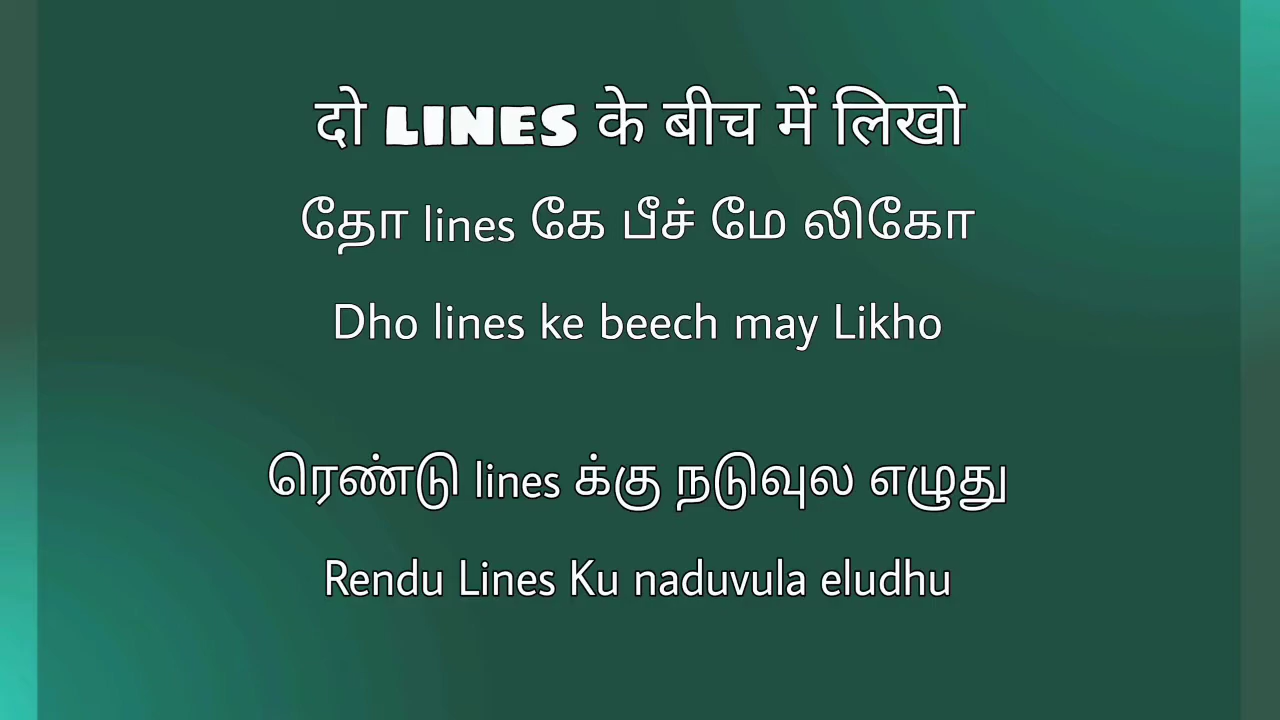 दो LINES के बीच में लिखो
தோ lines கே பீச் மே லிகோ
Dho lines ke beech may Likho
ரெண்டு lines க்கு நடுவுல எழுது
Rendu Lines Ku naduvula eludhu